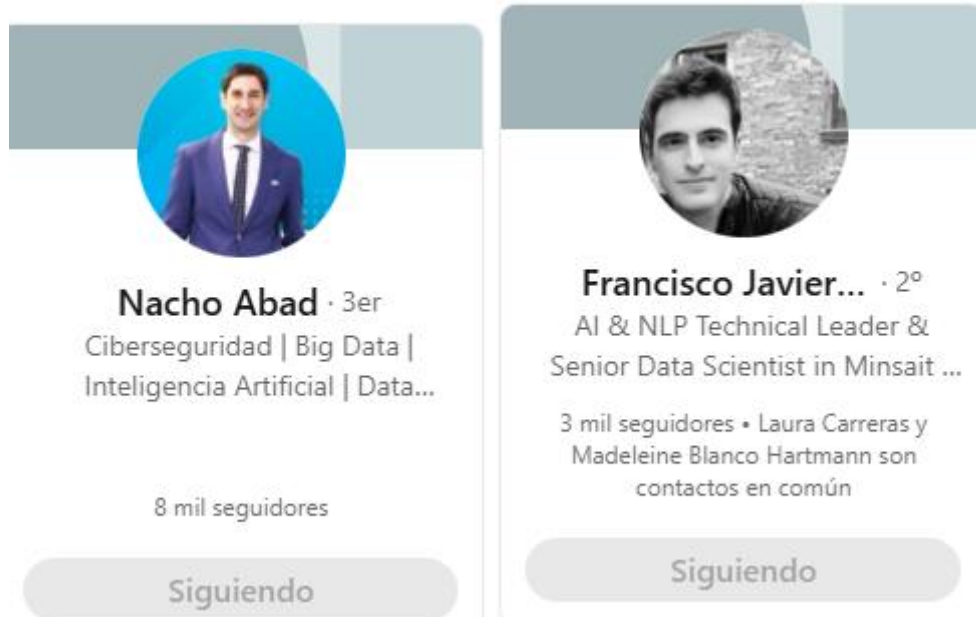 Nacho Abad · 3er
Ciberseguridad | Big Data |
Inteligencia Artificial | Data...
8 mil seguidores
Siguiendo
Francisco Javier... · 2º
AI & NLP Technical Leader &
Senior Data Scientist in Minsait ...
3 mil seguidores • Laura Carreras y
Madeleine Blanco Hartmann son
contactos en común
Siguiendo